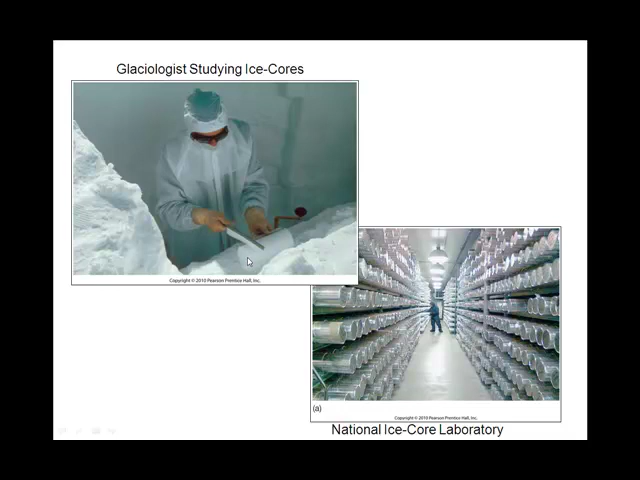 Glaciologist Studying Ice-Cores
Copyright © 2010 Pearson Prentice Hall, Inc.
(a)
Copyright © 2010 Pearson Prentice Hall, Inc.
National Ice-Core Laboratory